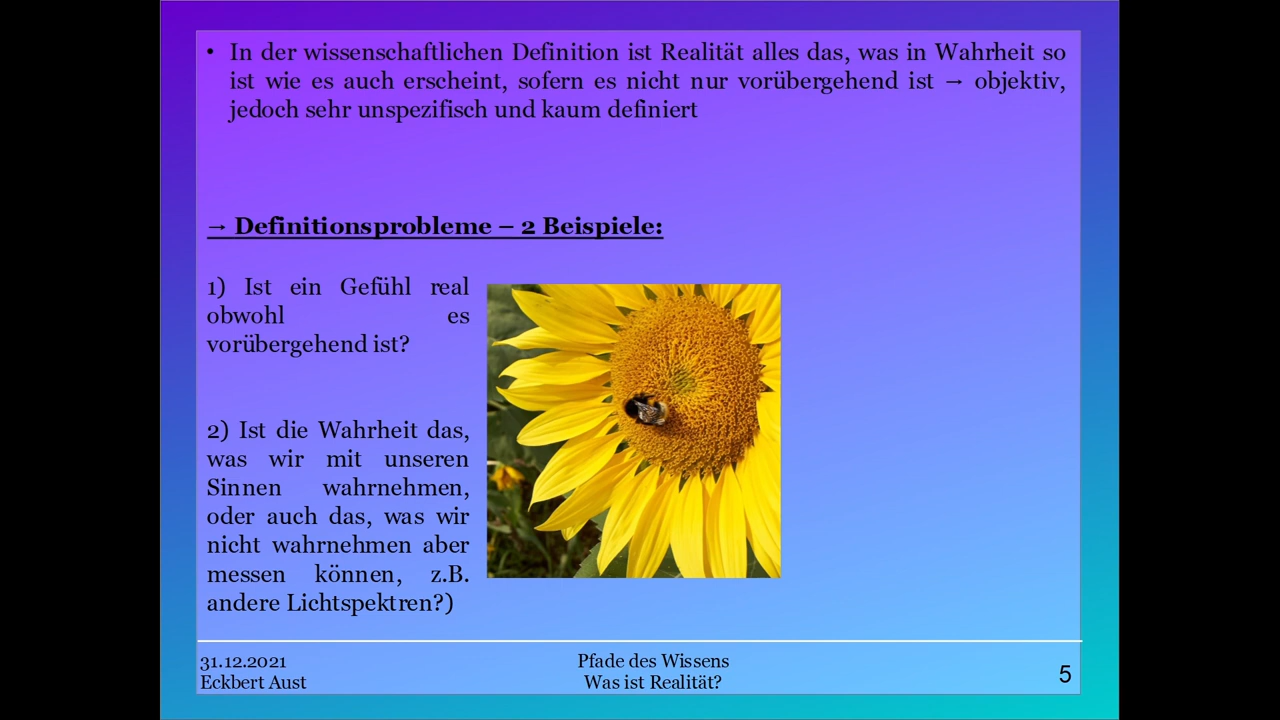 • In der wissenschaftlichen Definition ist Realität alles das, was in Wahrheit so
ist wie es auch erscheint, sofern es nicht nur vorübergehend ist → objektiv,
jedoch sehr unspezifisch und kaum definiert
→ Definitionsprobleme – 2 Beispiele:
1) Ist ein Gefühl real
obwohl es
vorübergehend ist?
2) Ist die Wahrheit das,
was wir mit unseren
Sinnen wahrnehmen,
oder auch das, was wir
nicht wahrnehmen aber
messen können, z.B.
andere Lichtspektren?)
31.12.2021
Eckbert Aust
Pfade des Wissens
Was ist Realität?
5